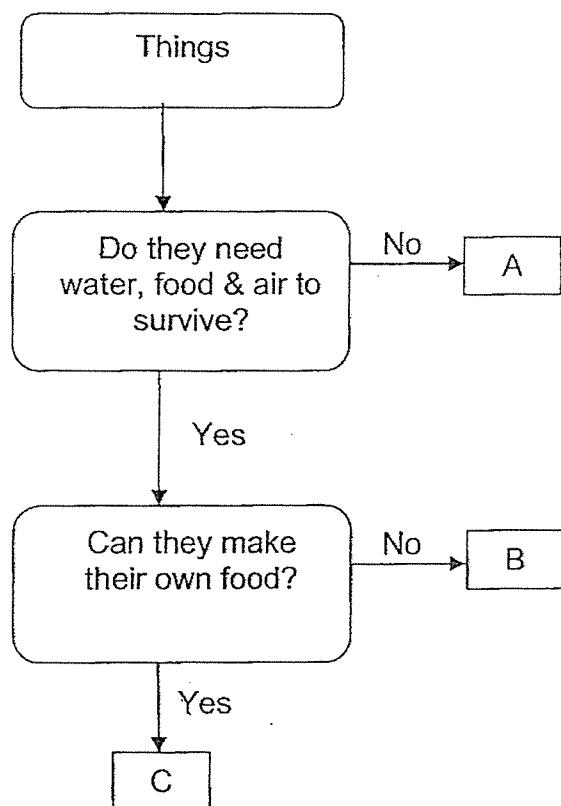 Things
Do they need
water, food & air to
survive?
No
A
Yes
Can they make
their own food?
No
B
Yes
C